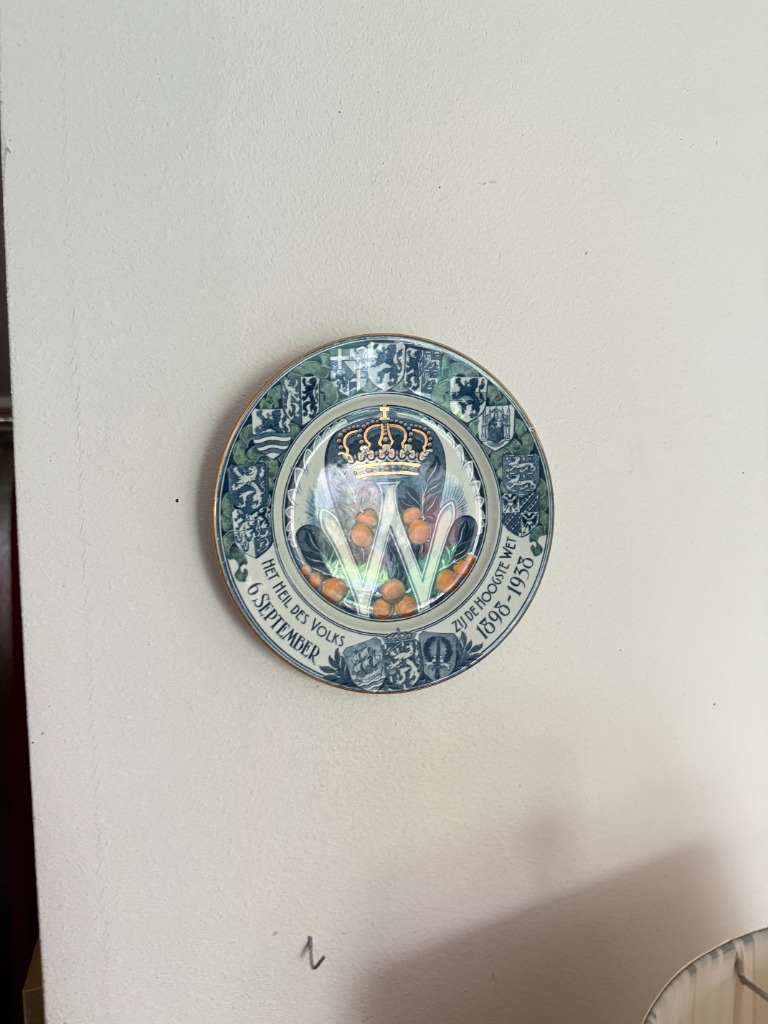 W
HET HEIL DES VOLKS
ZIJ DE HOOGSTE WET
6 SEPTEMBER
1898-1938